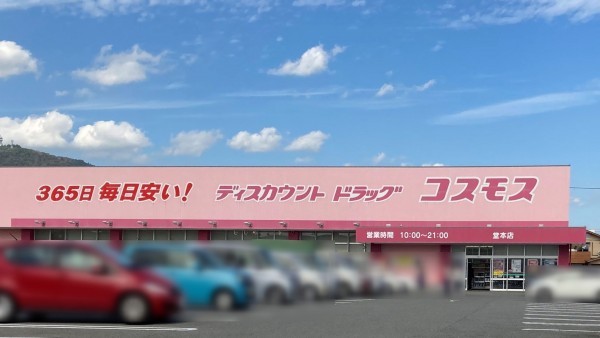 365日 毎日安い! ディスカウント ドラッグ コスモス
営業時間 10:00〜21:00 堂本店